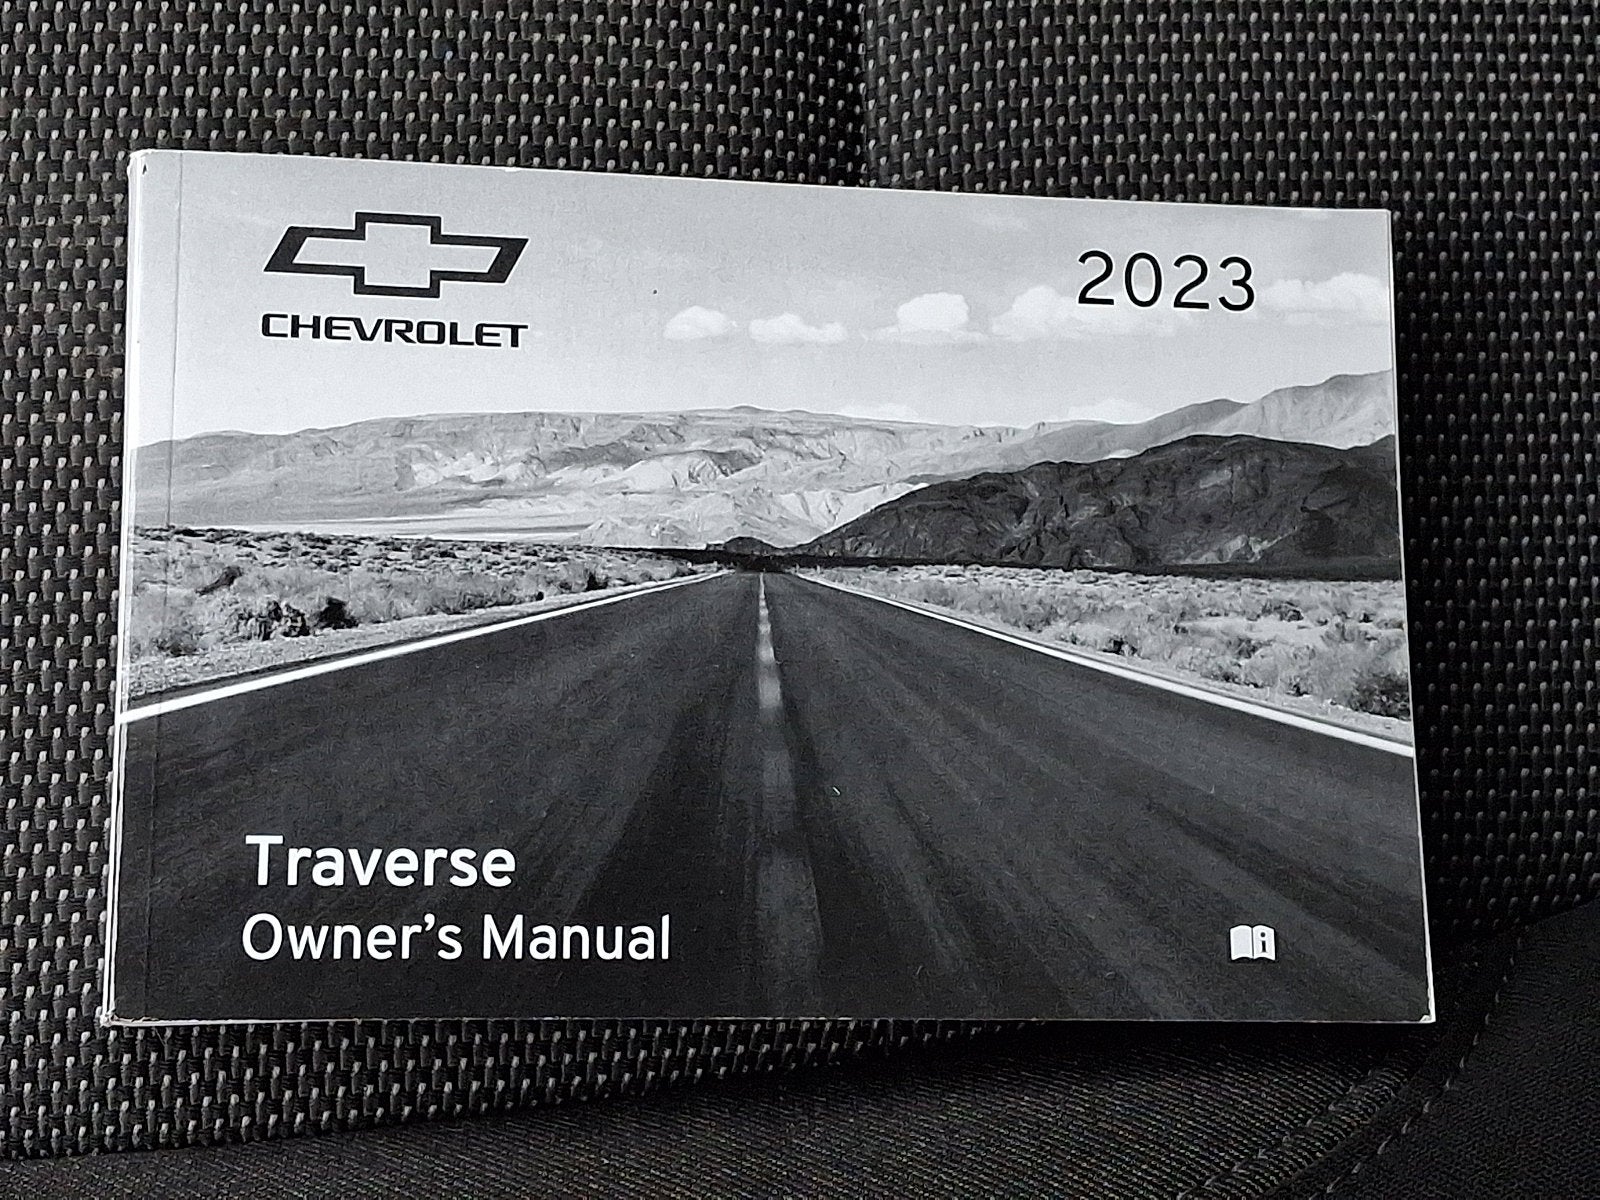 CHEVROLET
2023
Traverse
Owner's Manual